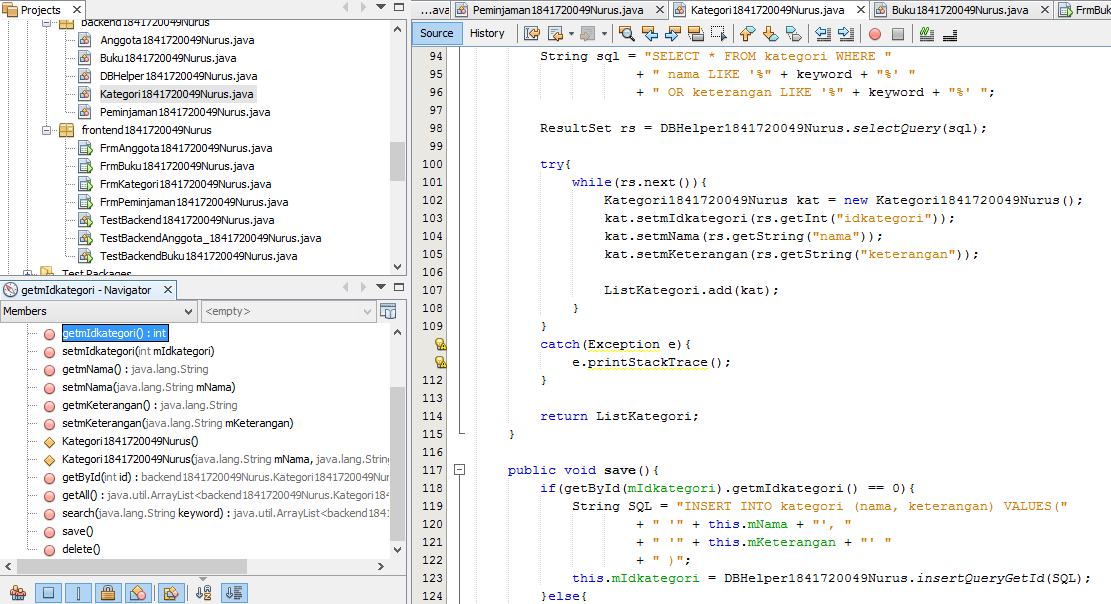 Projects
backend1841720049Nurus
Anggota1841720049Nurus.java
Buku1841720049Nurus.java
DBHelper1841720049Nurus.java
Kategori1841720049Nurus.java
Peminjaman1841720049Nurus.java
frontend1841720049Nurus
FrmAnggota1841720049Nurus.java
FrmBuku1841720049Nurus.java
FrmKategori1841720049Nurus.java
FrmPeminjaman1841720049Nurus.java
TestBackend1841720049Nurus.java
TestBackendAnggota_1841720049Nurus.java
TestBackendBuku1841720049Nurus.java
Test Packages
getmIdkategori - Navigator
Members
<empty>
getmIdkategori() : int
setmIdkategori(int mIdkategori)
getmNama() : java.lang.String
setmNama(java.lang.String mNama)
getmKeterangan() : java.lang.String
setmKeterangan(java.lang.String mKeterangan)
Kategori1841720049Nurus()
Kategori1841720049Nurus(java.lang.String mNama, java.lang.String
getById(int id) : backend1841720049Nurus.Kategori1841720049Nurus
getAll() : java.util.ArrayList<backend1841720049Nurus.Kategori184
search(java.lang.String keyword) : java.util.ArrayList<backend1841
save()
delete()
...ava
Peminjaman1841720049Nurus.java
Kategori1841720049Nurus.java
Buku1841720049Nurus.java
FrmBuk
Source
History
94 String sql = "SELECT * FROM kategori WHERE "
95 + " nama LIKE '%" + keyword + "%' "
96 + " OR keterangan LIKE '%" + keyword + "%' ";
97
98 ResultSet rs = DBHelper1841720049Nurus.selectQuery(sql);
99
100 try{
101 while(rs.next()){
102 Kategori1841720049Nurus kat = new Kategori1841720049Nurus();
103 kat.setmIdkategori(rs.getInt("idkategori"));
104 kat.setmNama(rs.getString("nama"));
105 kat.setmKeterangan(rs.getString("keterangan"));
106
107 ListKategori.add(kat);
108 }
109 }
catch(Exception e){
e.printStackTrace();
112 }
113
114 return ListKategori;
115 }
116
117 public void save(){
118 if(getById(mIdkategori).getmIdkategori() == 0){
119 String SQL = "INSERT INTO kategori (nama, keterangan) VALUES("
120 + " '" + this.mNama + "', "
121 + " '" + this.mKeterangan + "' "
122 + " )";
123 this.mIdkategori = DBHelper1841720049Nurus.insertQueryGetId(SQL);
124 }else{